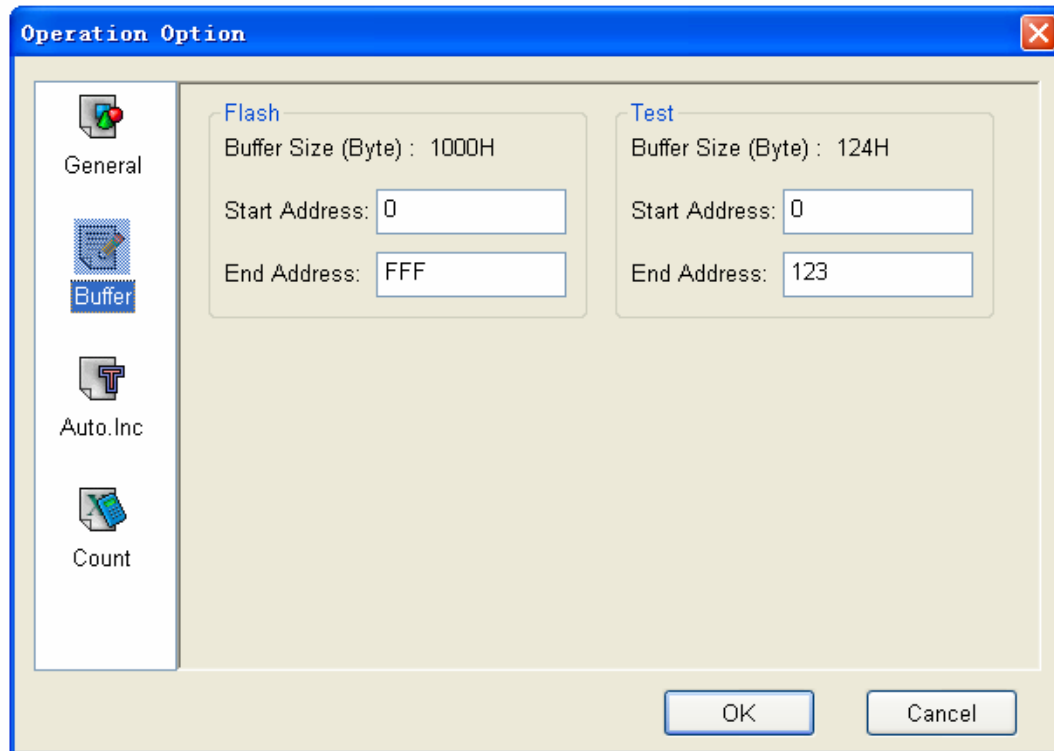 Operation Option
General
Buffer
Auto.Inc
Count
Flash
Buffer Size (Byte) : 1000H
Start Address: 0
End Address: FFF
Test
Buffer Size (Byte) : 124H
Start Address: 0
End Address: 123
OK
Cancel